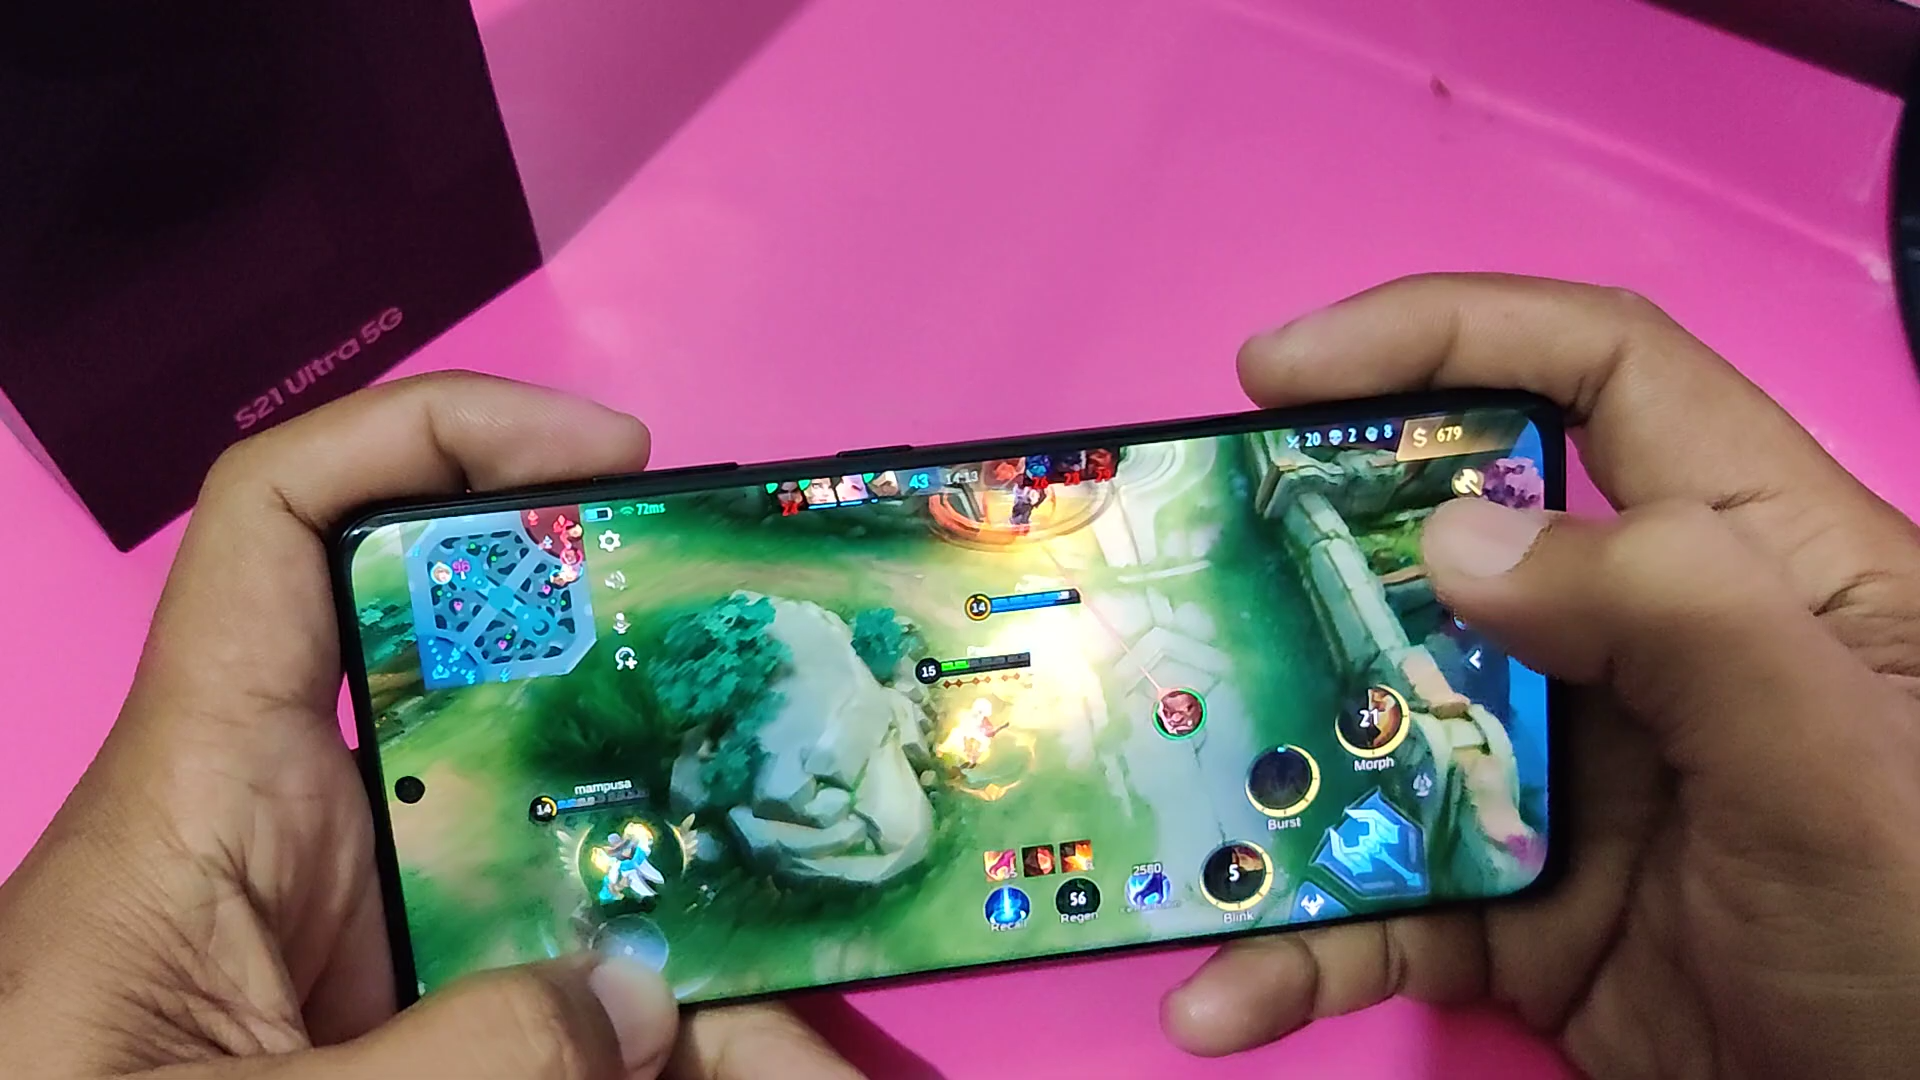 S21 Ultra 5G
72ms
43 14:13
20 2 8 $ 679
96
14
15
mampusa
14
21
Morph
Burst
5
Blink
2580
56
Regen
Recall